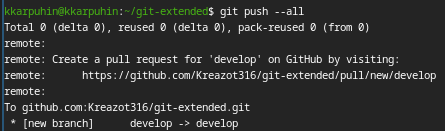 kkarpuhin@kkarpuhin:~/git-extended$ git push --all
Total 0 (delta 0), reused 0 (delta 0), pack-reused 0 (from 0)
remote:
remote: Create a pull request for 'develop' on GitHub by visiting:
remote:      https://github.com/Kreazot316/git-extended/pull/new/develop
remote:
To github.com:Kreazot316/git-extended.git
 * [new branch]      develop -> develop